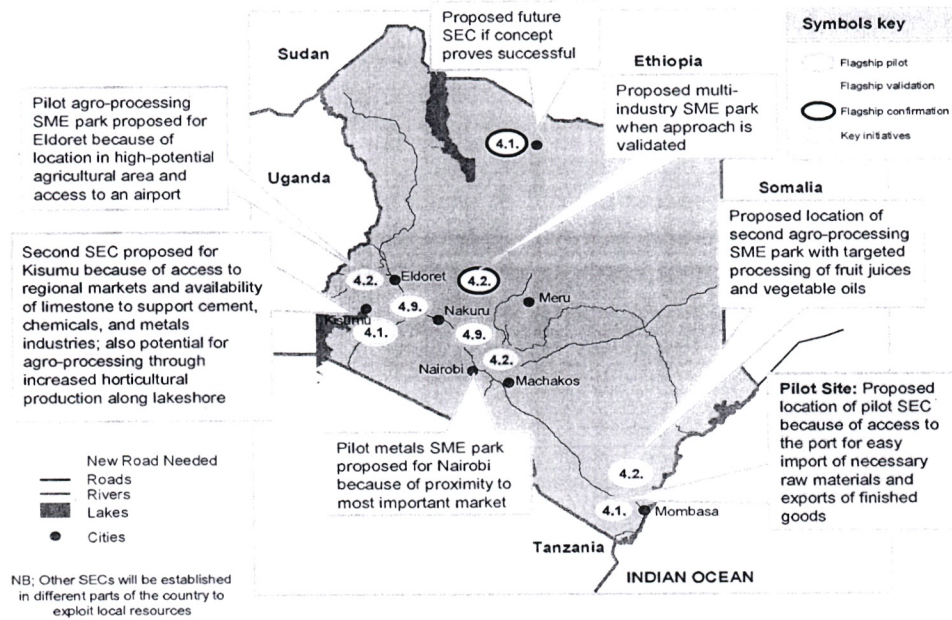 Proposed future
SEC if concept
proves successful
Symbols key
Flagship pilot
Flagship validation
Flagship confirmation
Key initiatives
Sudan
Ethiopia
Pilot agro-processing
SME park proposed for
Eldoret because of
location in high-potential
agricultural area and
access to an airport
Proposed multi-
industry SME park
when approach is
validated
4.1.
Uganda
Somalia
Proposed location of
second agro-processing
SME park with targeted
processing of fruit juices
and vegetable oils
Second SEC proposed for
Kisumu because of access to
regional markets and availability
of limestone to support cement,
chemicals, and metals
industries; also potential for
agro-processing through
increased horticultural
production along lakeshore
4.2.
Eldoret
4.2.
4.9.
Meru
Nakuru
Kisumu
4.1.
4.9.
4.2.
Nairobi
Machakos
Pilot Site: Proposed
location of pilot SEC
because of access to
the port for easy
import of necessary
raw materials and
exports of finished
goods
Pilot metals SME park
proposed for Nairobi
because of proximity to
most important market
4.2.
4.1.
Mombasa
New Road Needed
Roads
Rivers
Lakes
Cities
Tanzania
INDIAN OCEAN
NB; Other SECs will be established
in different parts of the country to
exploit local resources